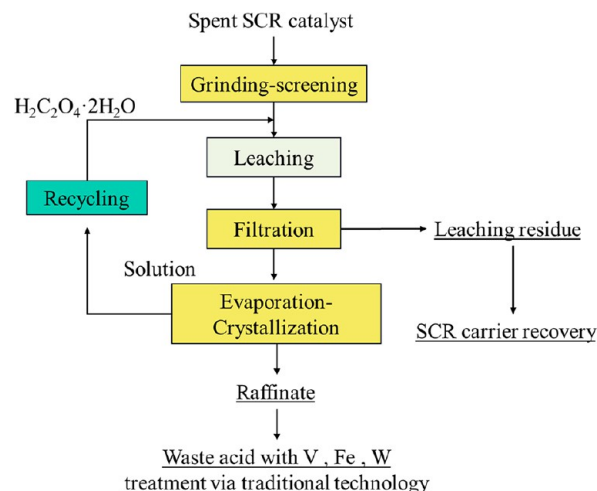 Spent SCR catalyst
Grinding-screening
H₂C₂O₄·2H₂O
Leaching
Recycling
Filtration
Leaching residue
Solution
Evaporation-
Crystallization
SCR carrier recovery
Raffinate
Waste acid with V , Fe , W
treatment via traditional technology